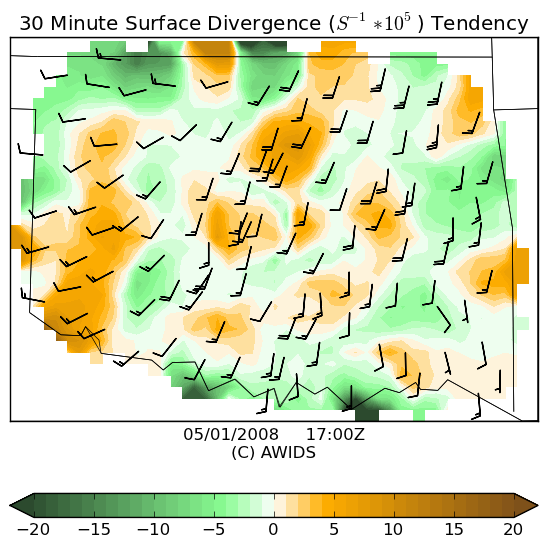 30 Minute Surface Divergence (S⁻¹ *10⁵ ) Tendency
05/01/2008 17:00Z
(C) AWIDS
−20 −15 −10 −5 0 5 10 15 20